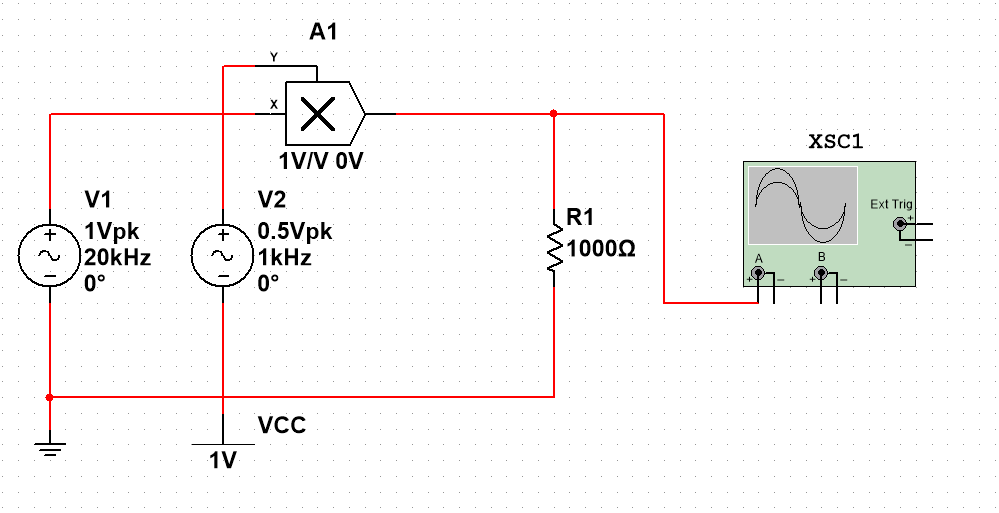 A1
Y
X
1V/V 0V
XSC1
V1
1Vpk
20kHz
0°
V2
0.5Vpk
1kHz
0°
R1
1000Ω
Ext Trig
+
–
A
B
+
–
+
–
+
–
+
–
VCC
1V